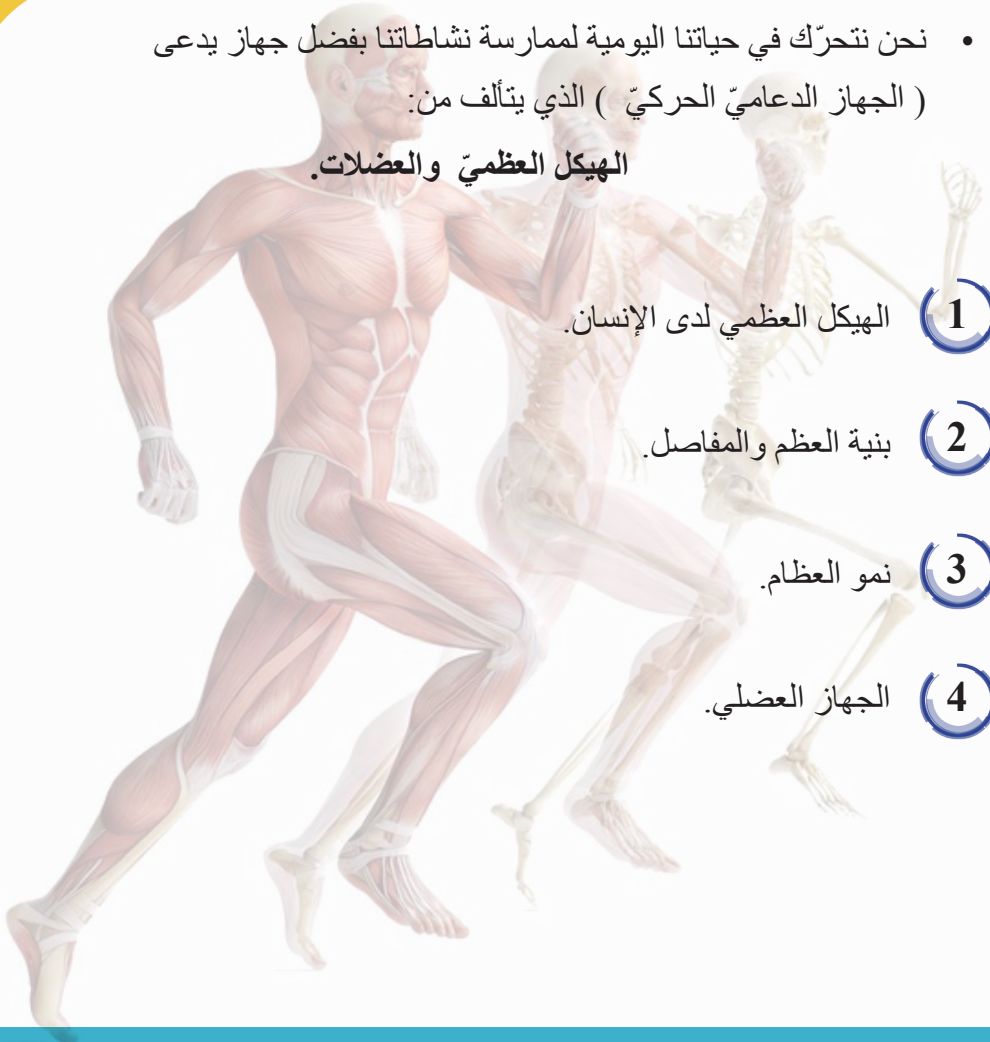 • نحن نتحرّك في حياتنا اليومية لممارسة نشاطاتنا بفضل جهاز يدعى
( الجهاز الدعاميّ الحركيّ ) الذي يتألف من:
الهيكل العظميّ والعضلات.
1 الهيكل العظمي لدى الإنسان.
2 بنية العظم والمفاصل.
3 نمو العظام.
4 الجهاز العضلي.